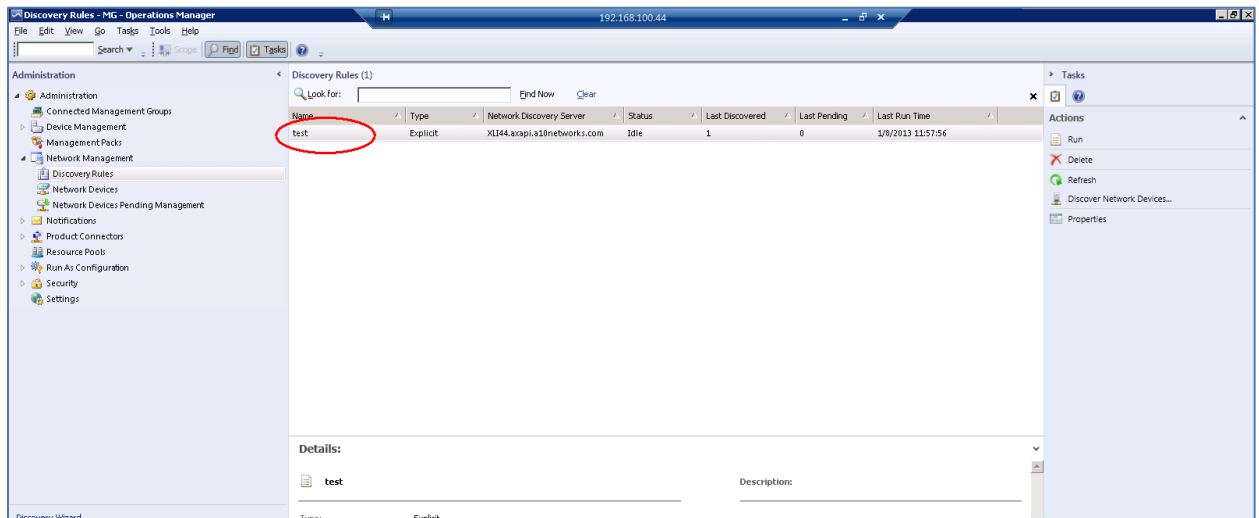 Discovery Rules - MG - Operations Manager
192.168.100.44
File Edit View Go Tasks Tools Help
Search Scope Find Tasks
Administration
Administration
Connected Management Groups
Device Management
Management Packs
Network Management
Discovery Rules
Network Devices
Network Devices Pending Management
Notifications
Product Connectors
Resource Pools
Run As Configuration
Security
Settings
Discovery Wizard
Discovery Rules (1)
Look for: Find Now Clear
Name Type Network Discovery Server Status Last Discovered Last Pending Last Run Time
test Explicit XLI44.axapi.a10networks.com Idle 1 0 1/8/2013 11:57:56
Details:
test Description:
Type: Explicit
Tasks
Actions
Run
Delete
Refresh
Discover Network Devices...
Properties